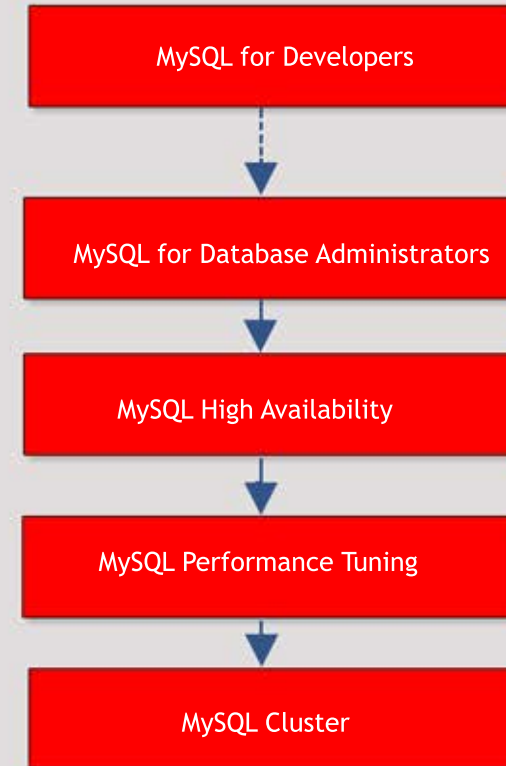 MySQL for Developers
MySQL for Database Administrators
MySQL High Availability
MySQL Performance Tuning
MySQL Cluster